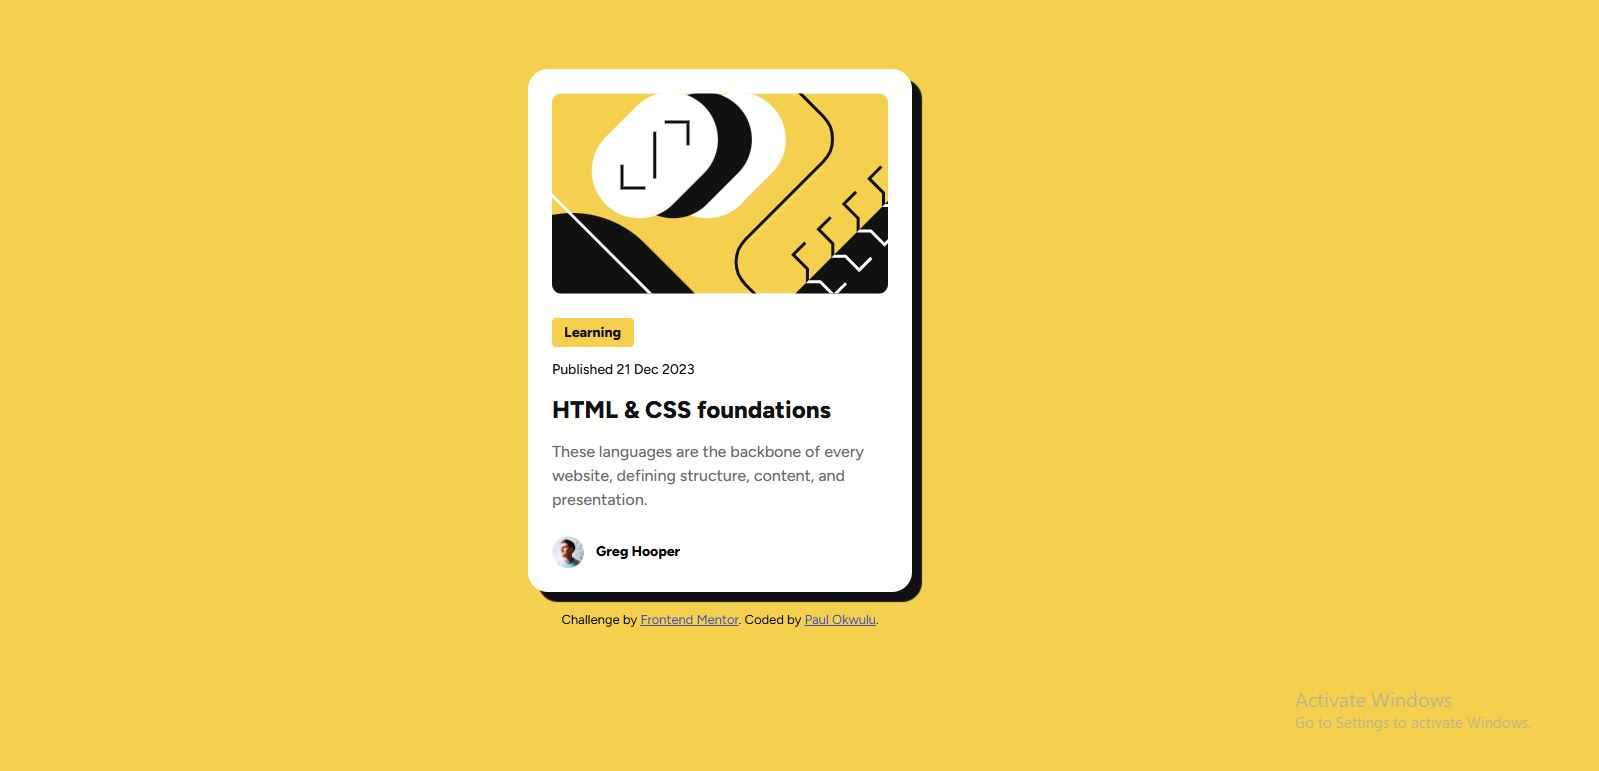 Learning
Published 21 Dec 2023
HTML & CSS foundations
These languages are the backbone of every
website, defining structure, content, and
presentation.
Greg Hooper
Challenge by Frontend Mentor. Coded by Paul Okwulu.
Activate Windows
Go to Settings to activate Windows.